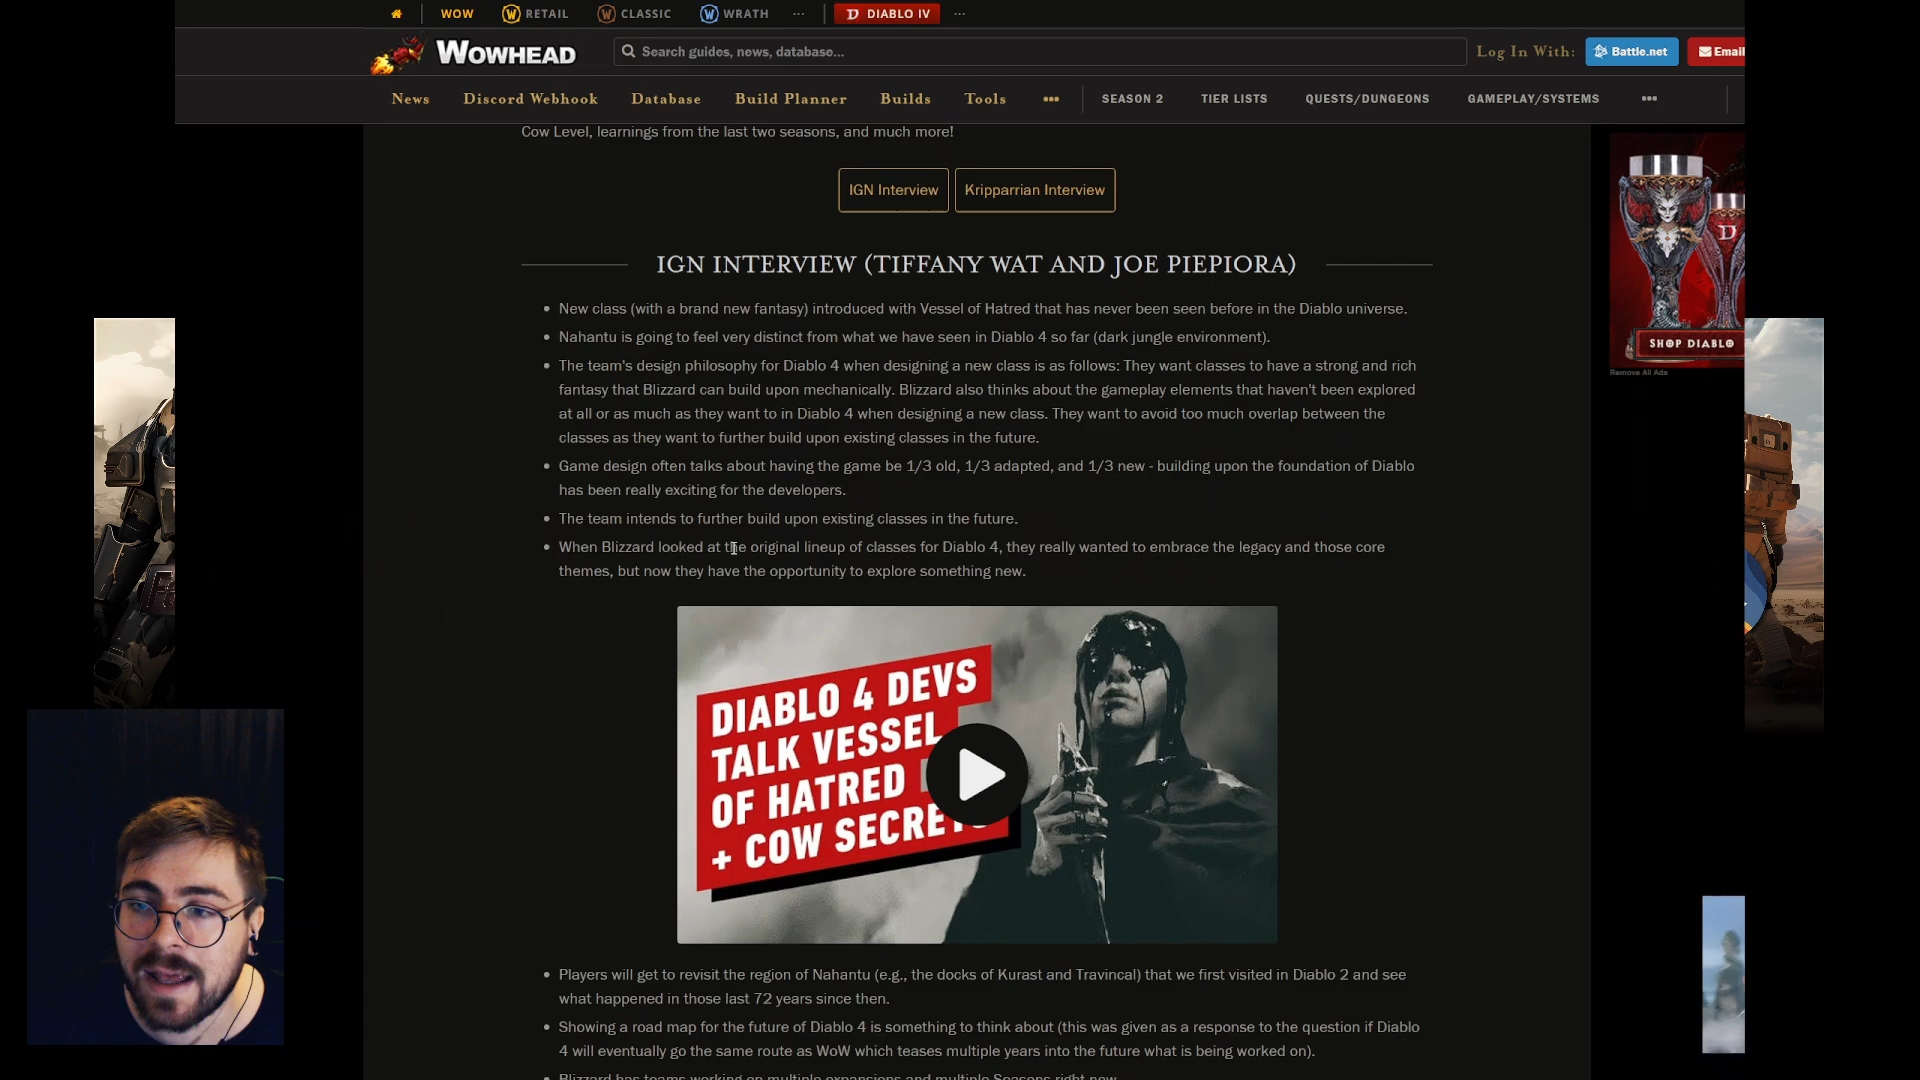 WOW RETAIL CLASSIC WRATH ··· DIABLO IV ···
WOWHEAD Search guides, news, database... Log In With: Battle.net Email
News Discord Webhook Database Build Planner Builds Tools ••• SEASON 2 TIER LISTS QUESTS/DUNGEONS GAMEPLAY/SYSTEMS •••
Cow Level, learnings from the last two seasons, and much more!
IGN Interview Kripparrian Interview
IGN INTERVIEW (TIFFANY WAT AND JOE PIEPIORA)
• New class (with a brand new fantasy) introduced with Vessel of Hatred that has never been seen before in the Diablo universe.
• Nahantu is going to feel very distinct from what we have seen in Diablo 4 so far (dark jungle environment).
• The team's design philosophy for Diablo 4 when designing a new class is as follows: They want classes to have a strong and rich
fantasy that Blizzard can build upon mechanically. Blizzard also thinks about the gameplay elements that haven't been explored
at all or as much as they want to in Diablo 4 when designing a new class. They want to avoid too much overlap between the
classes as they want to further build upon existing classes in the future.
• Game design often talks about having the game be 1/3 old, 1/3 adapted, and 1/3 new - building upon the foundation of Diablo
has been really exciting for the developers.
• The team intends to further build upon existing classes in the future.
• When Blizzard looked at the original lineup of classes for Diablo 4, they really wanted to embrace the legacy and those core
themes, but now they have the opportunity to explore something new.
DIABLO 4 DEVS
TALK VESSEL
OF HATRED
+ COW SECRETS
• Players will get to revisit the region of Nahantu (e.g., the docks of Kurast and Travincal) that we first visited in Diablo 2 and see
what happened in those last 72 years since then.
• Showing a road map for the future of Diablo 4 is something to think about (this was given as a response to the question if Diablo
4 will eventually go the same route as WoW which teases multiple years into the future what is being worked on).
• Blizzard has teams working on multiple expansions and multiple Seasons right now.
SHOP DIABLO
Remove All Ads